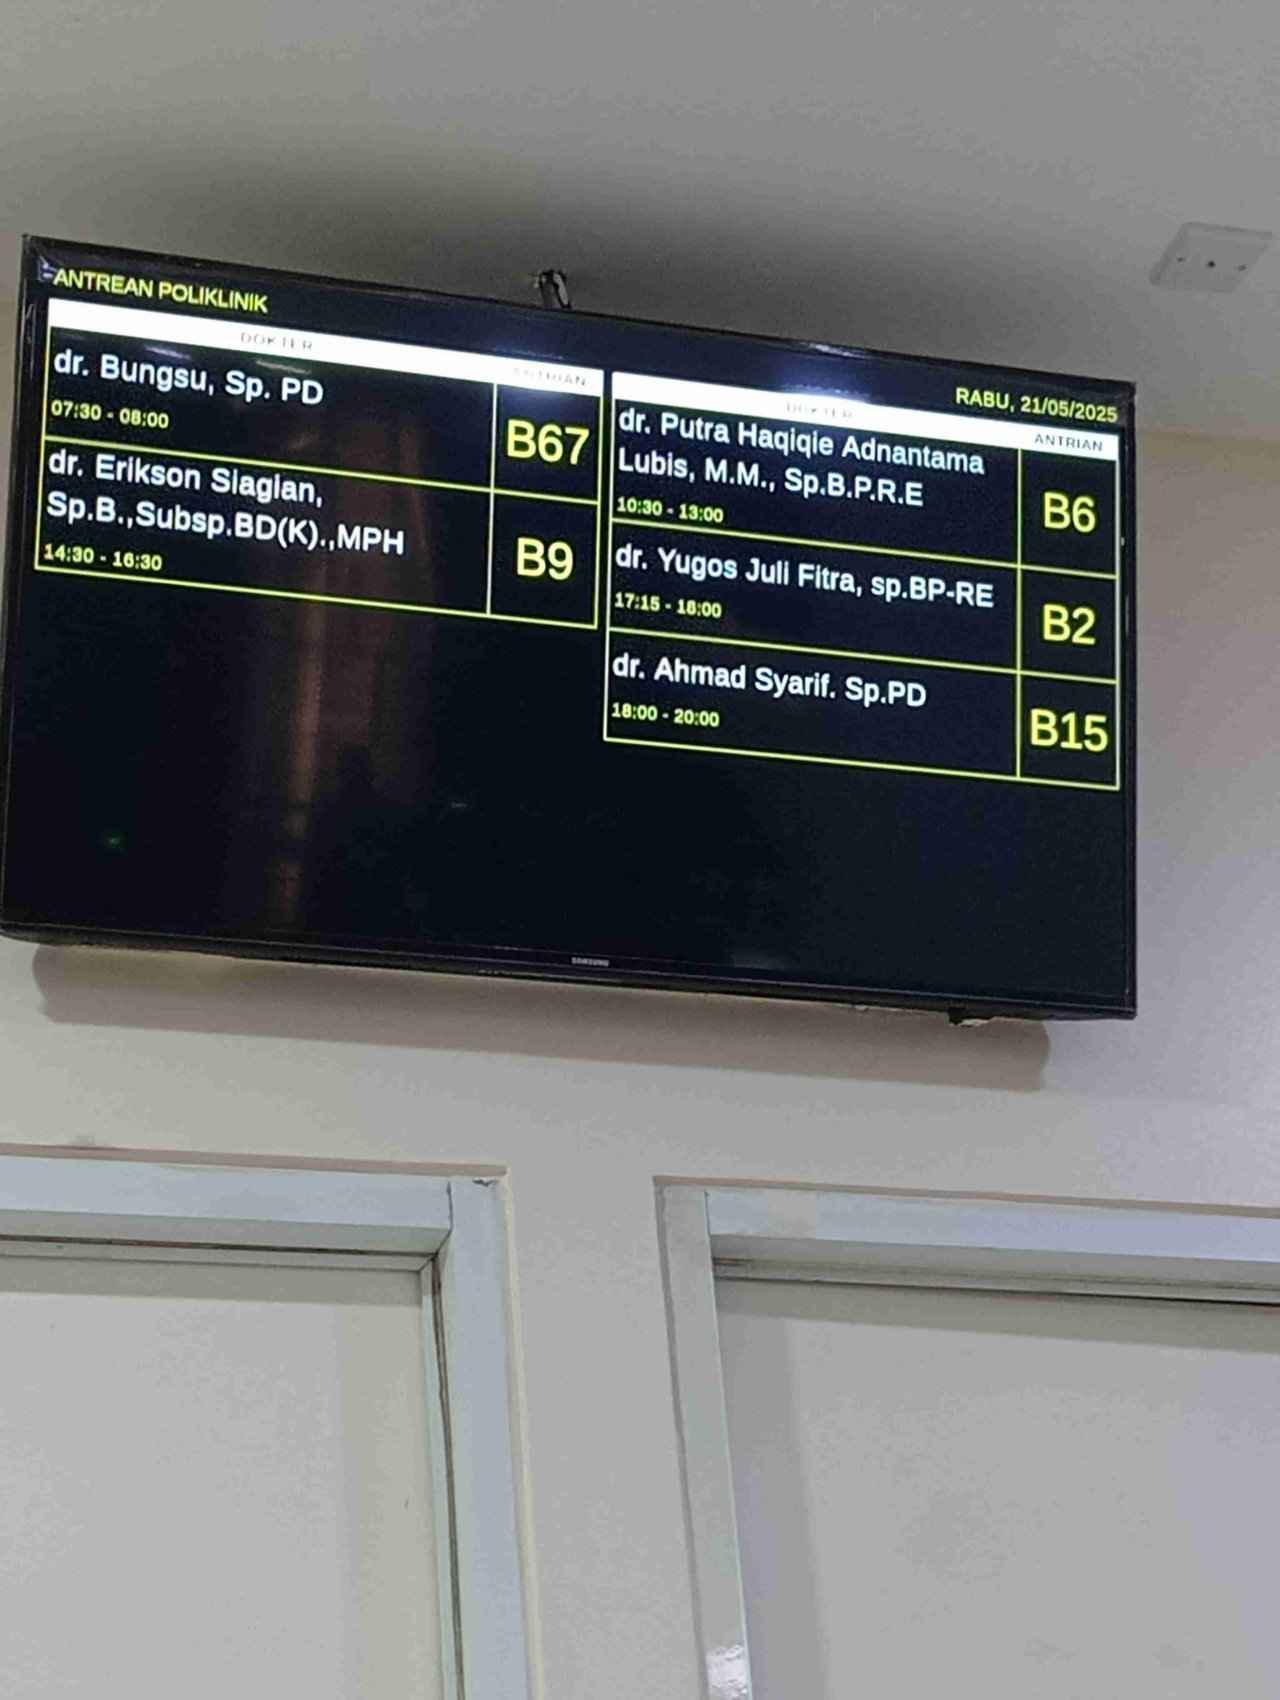 ANTREAN POLIKLINIK
RABU, 21/05/2025
DOKTER
ANTRIAN
dr. Bungsu, Sp. PD
07:30 - 08:00
B67
dr. Erikson Siagian,
Sp.B.,Subsp.BD(K).,MPH
14:30 - 16:30
B9
DOKTER
ANTRIAN
dr. Putra Haqiqie Adnantama
Lubis, M.M., Sp.B.P.R.E
10:30 - 13:00
B6
dr. Yugos Juli Fitra, sp.BP-RE
17:15 - 18:00
B2
dr. Ahmad Syarif. Sp.PD
18:00 - 20:00
B15
SAMSUNG